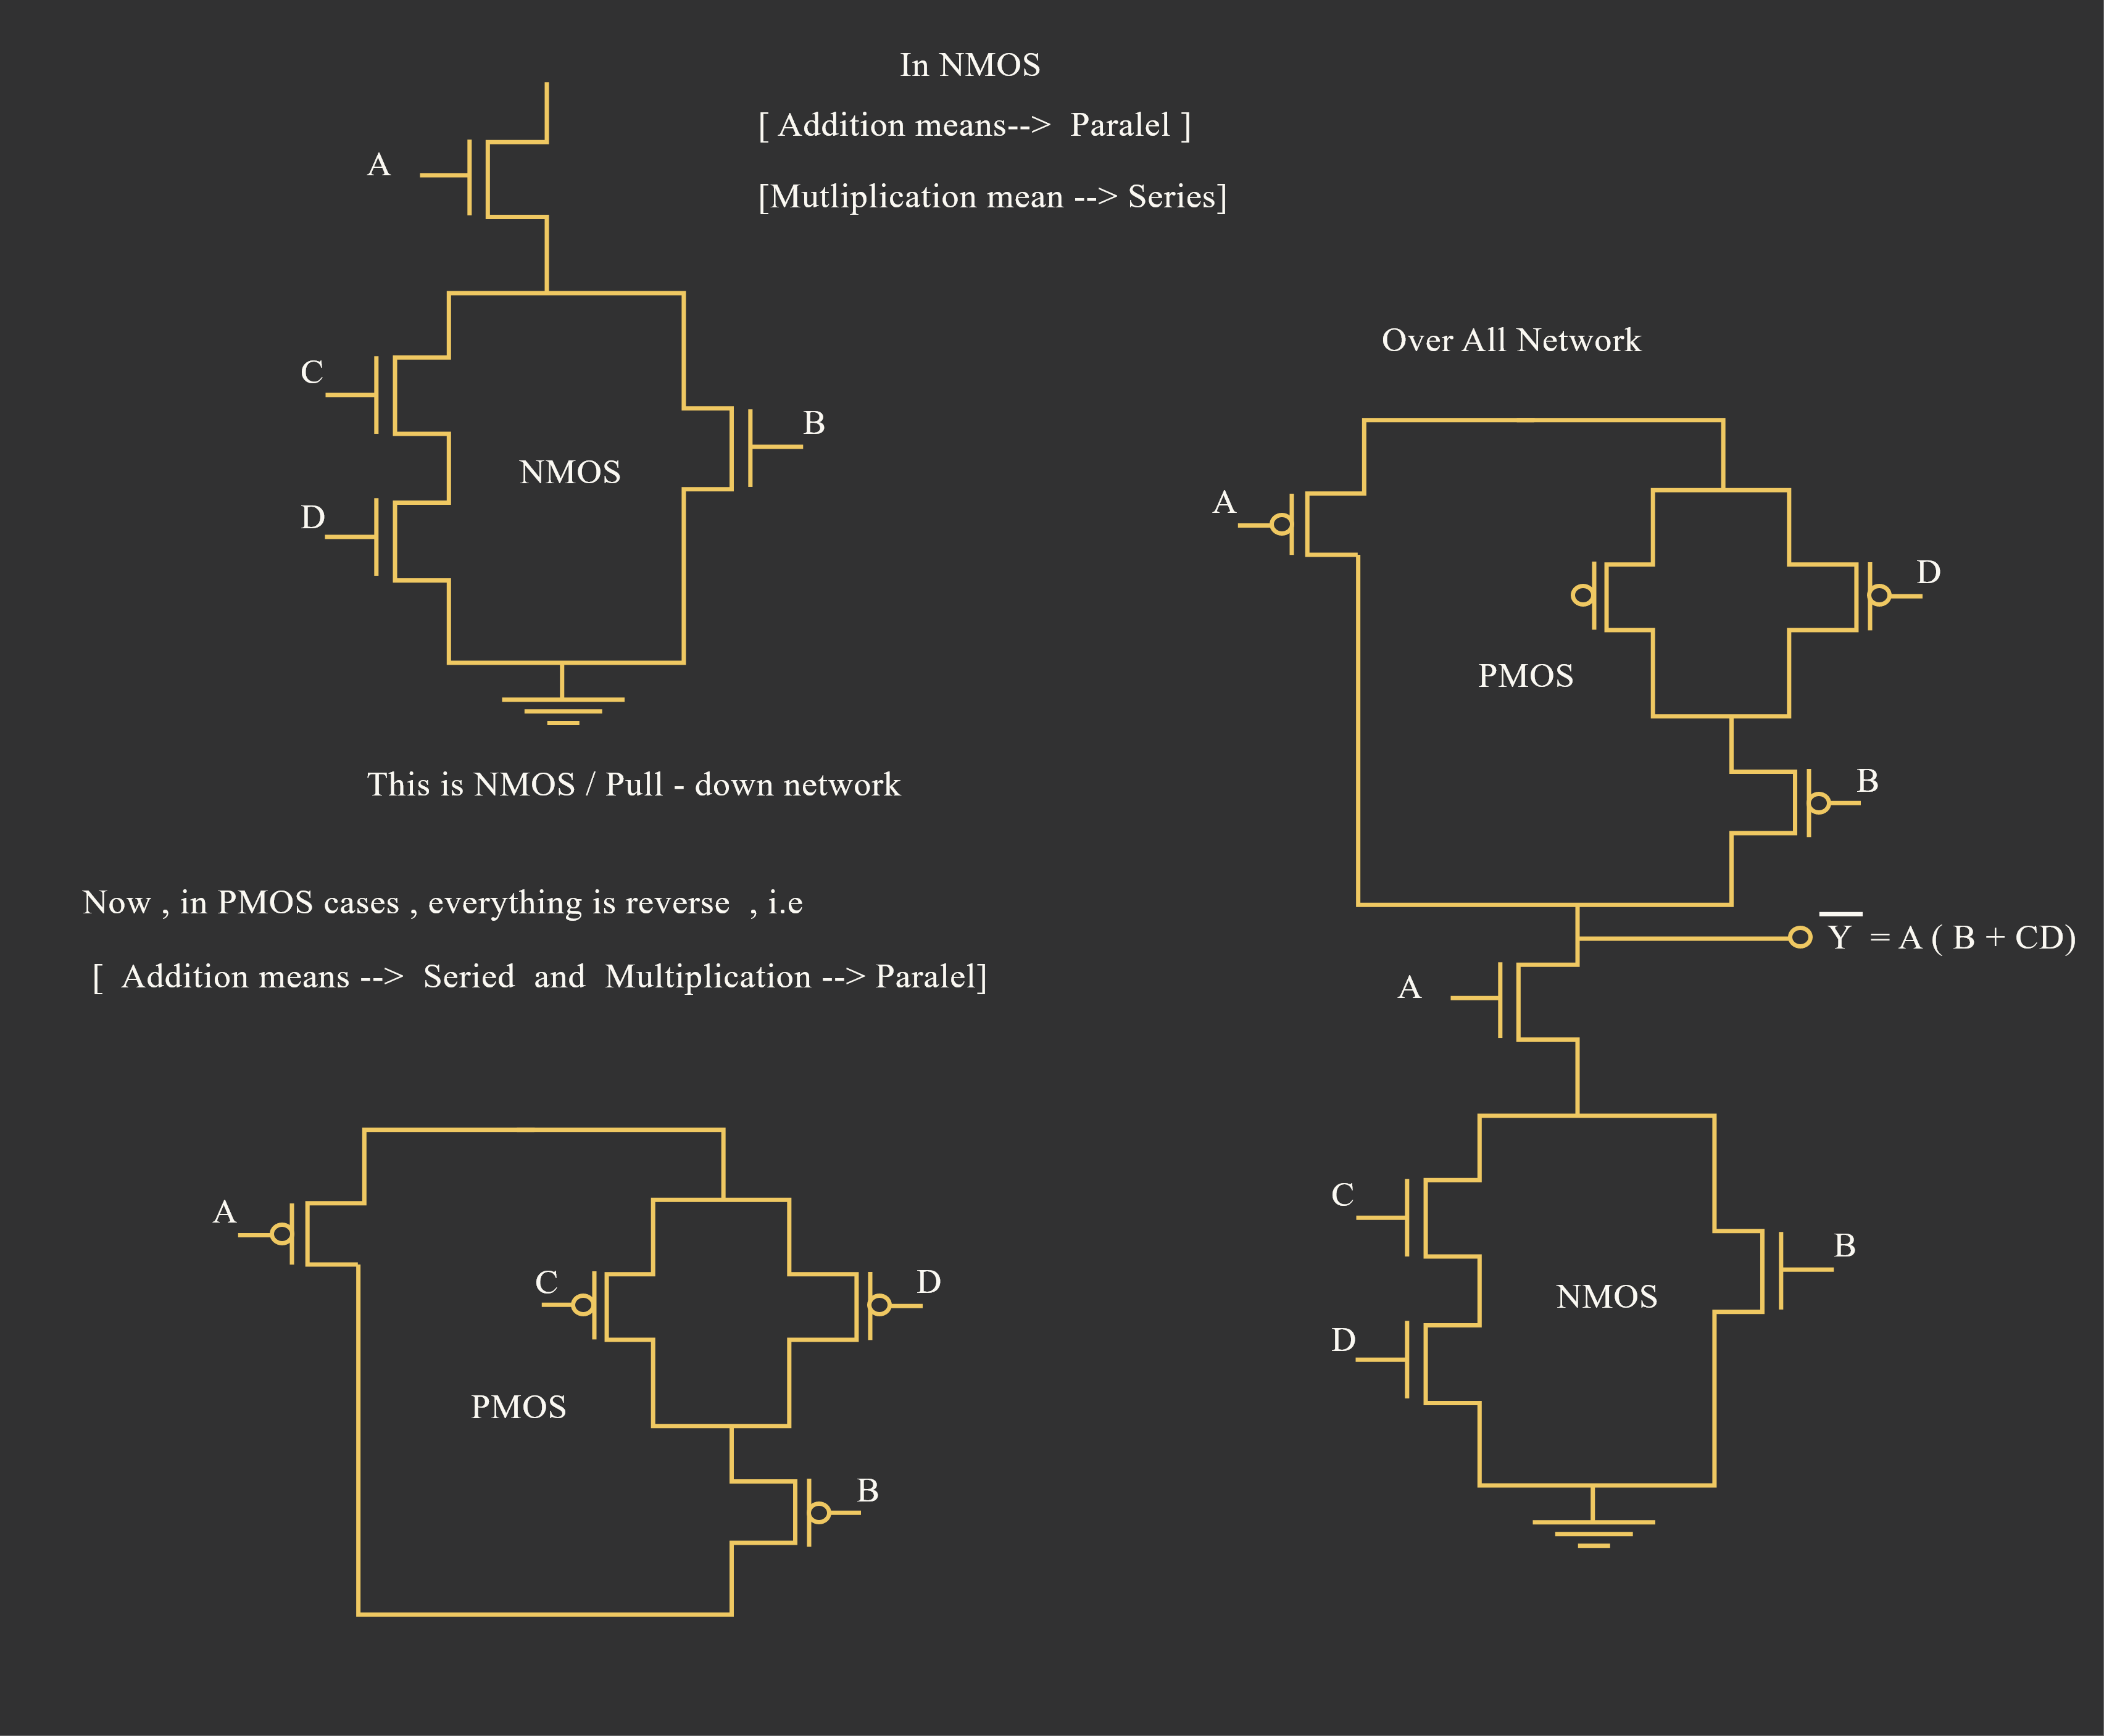 In NMOS
[ Addition means--> Paralel ]
[Mutliplication mean --> Series]
A
C
B
NMOS
D
This is NMOS / Pull - down network
Now , in PMOS cases , everything is reverse , i.e
[ Addition means --> Seried and Multiplication --> Paralel]
A
C
D
PMOS
B
Over All Network
A
D
PMOS
B
Y̅ = A ( B + CD)
A
C
B
NMOS
D